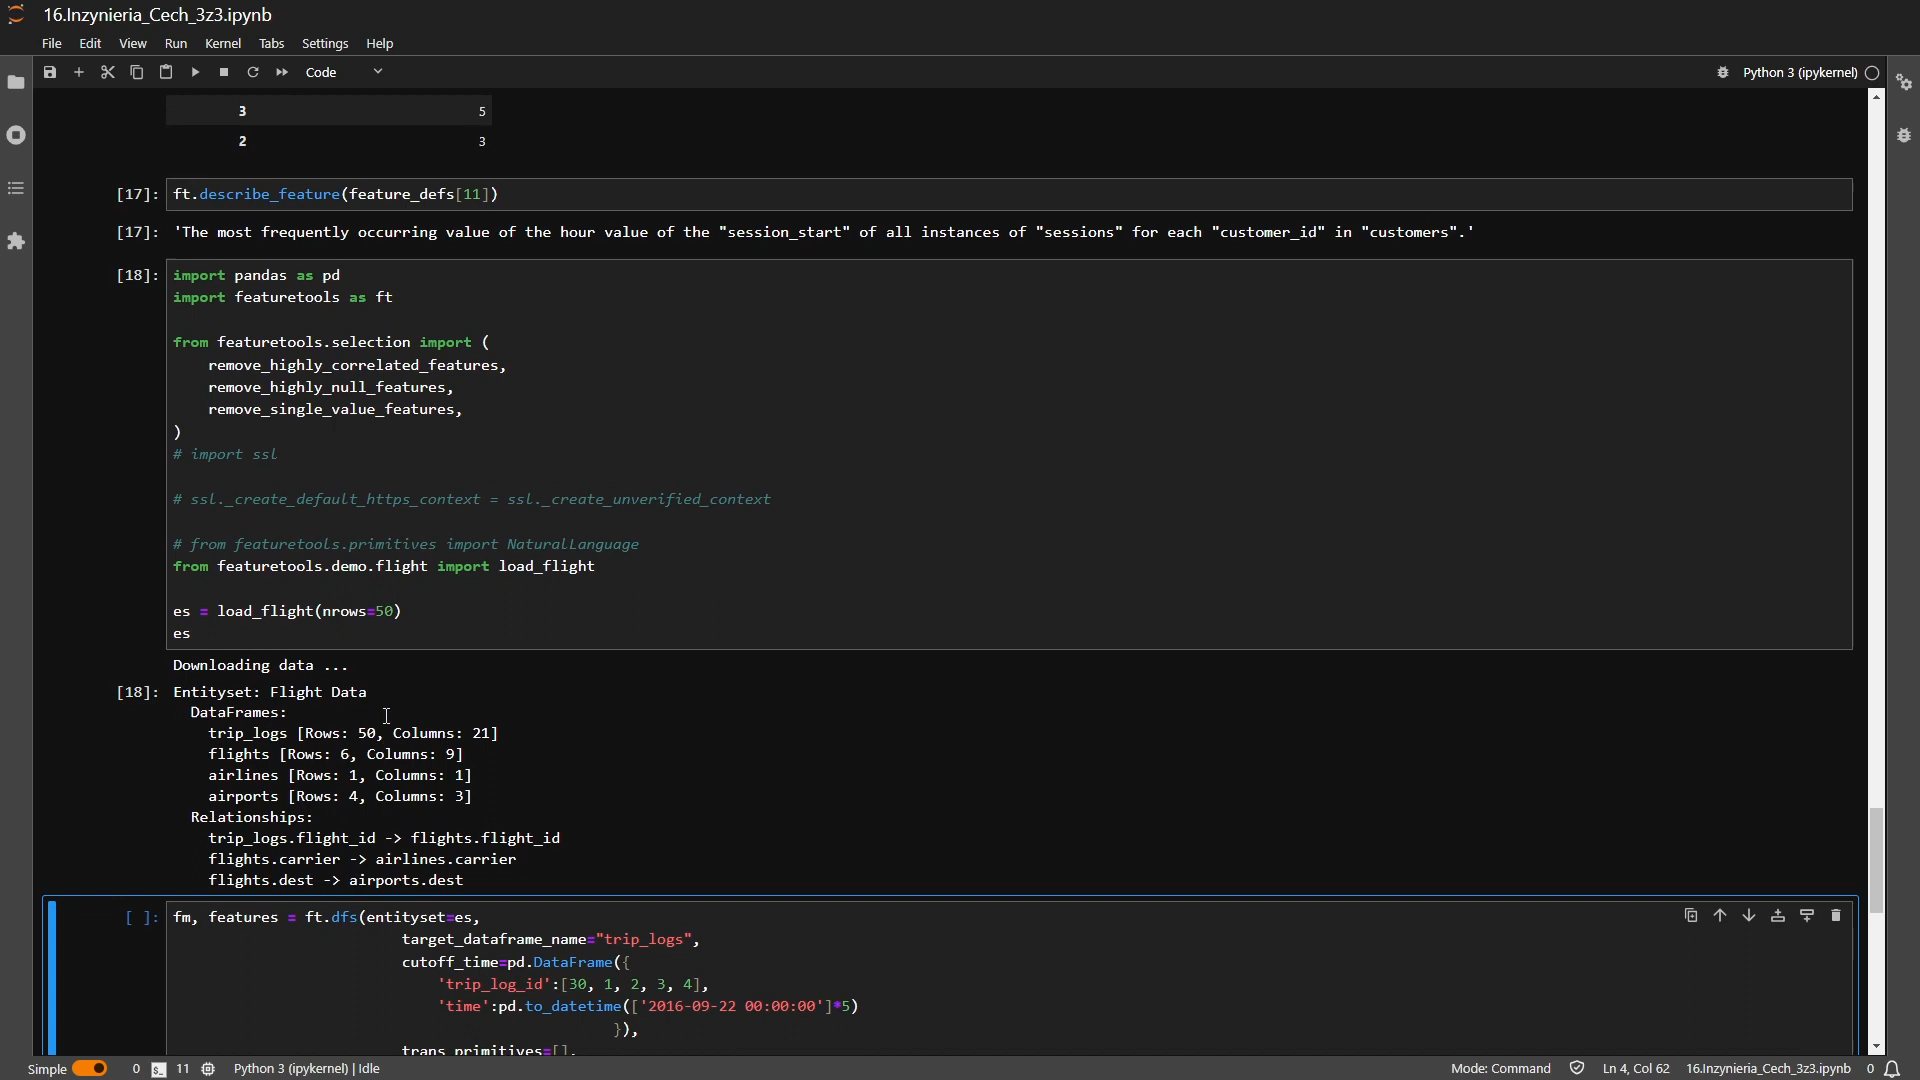 16.Inzynieria_Cech_3z3.ipynb
File Edit View Run Kernel Tabs Settings Help
Code
Python 3 (ipykernel)
3 5
2 3
[17]: ft.describe_feature(feature_defs[11])
[17]: 'The most frequently occurring value of the hour value of the "session_start" of all instances of "sessions" for each "customer_id" in "customers".'
[18]: import pandas as pd
import featuretools as ft
from featuretools.selection import (
remove_highly_correlated_features,
remove_highly_null_features,
remove_single_value_features,
)
# import ssl
# ssl._create_default_https_context = ssl._create_unverified_context
# from featuretools.primitives import NaturalLanguage
from featuretools.demo.flight import load_flight
es = load_flight(nrows=50)
es
Downloading data ...
[18]: Entityset: Flight Data
DataFrames:
trip_logs [Rows: 50, Columns: 21]
flights [Rows: 6, Columns: 9]
airlines [Rows: 1, Columns: 1]
airports [Rows: 4, Columns: 3]
Relationships:
trip_logs.flight_id -> flights.flight_id
flights.carrier -> airlines.carrier
flights.dest -> airports.dest
[ ]: fm, features = ft.dfs(entityset=es,
target_dataframe_name="trip_logs",
cutoff_time=pd.DataFrame({
'trip_log_id':[30, 1, 2, 3, 4],
'time':pd.to_datetime(['2016-09-22 00:00:00']*5)
}),
trans_primitives=[],
Simple 0 11 Python 3 (ipykernel) | Idle Mode: Command Ln 4, Col 62 16.Inzynieria_Cech_3z3.ipynb 0